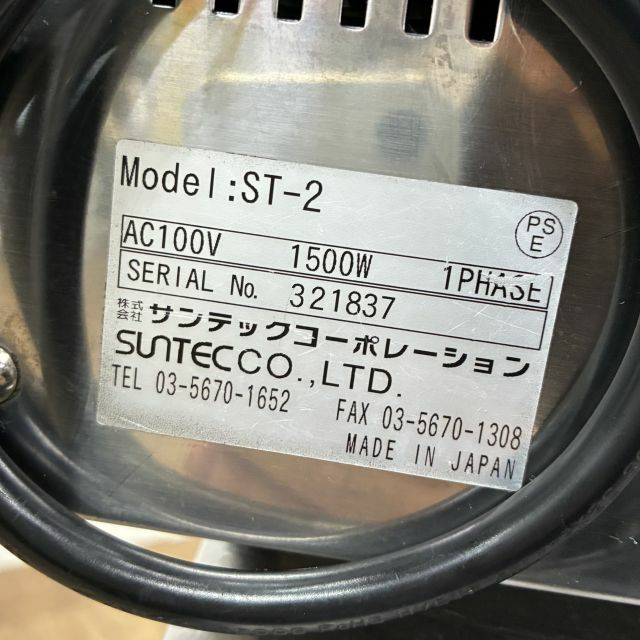 Model:ST-2
PS
E
AC100V 1500W 1PHASE
SERIAL No. 321837
株式会社 サンテックコーポレーション
SUNTEC CO.,LTD.
TEL 03-5670-1652 FAX 03-5670-1308
MADE IN JAPAN